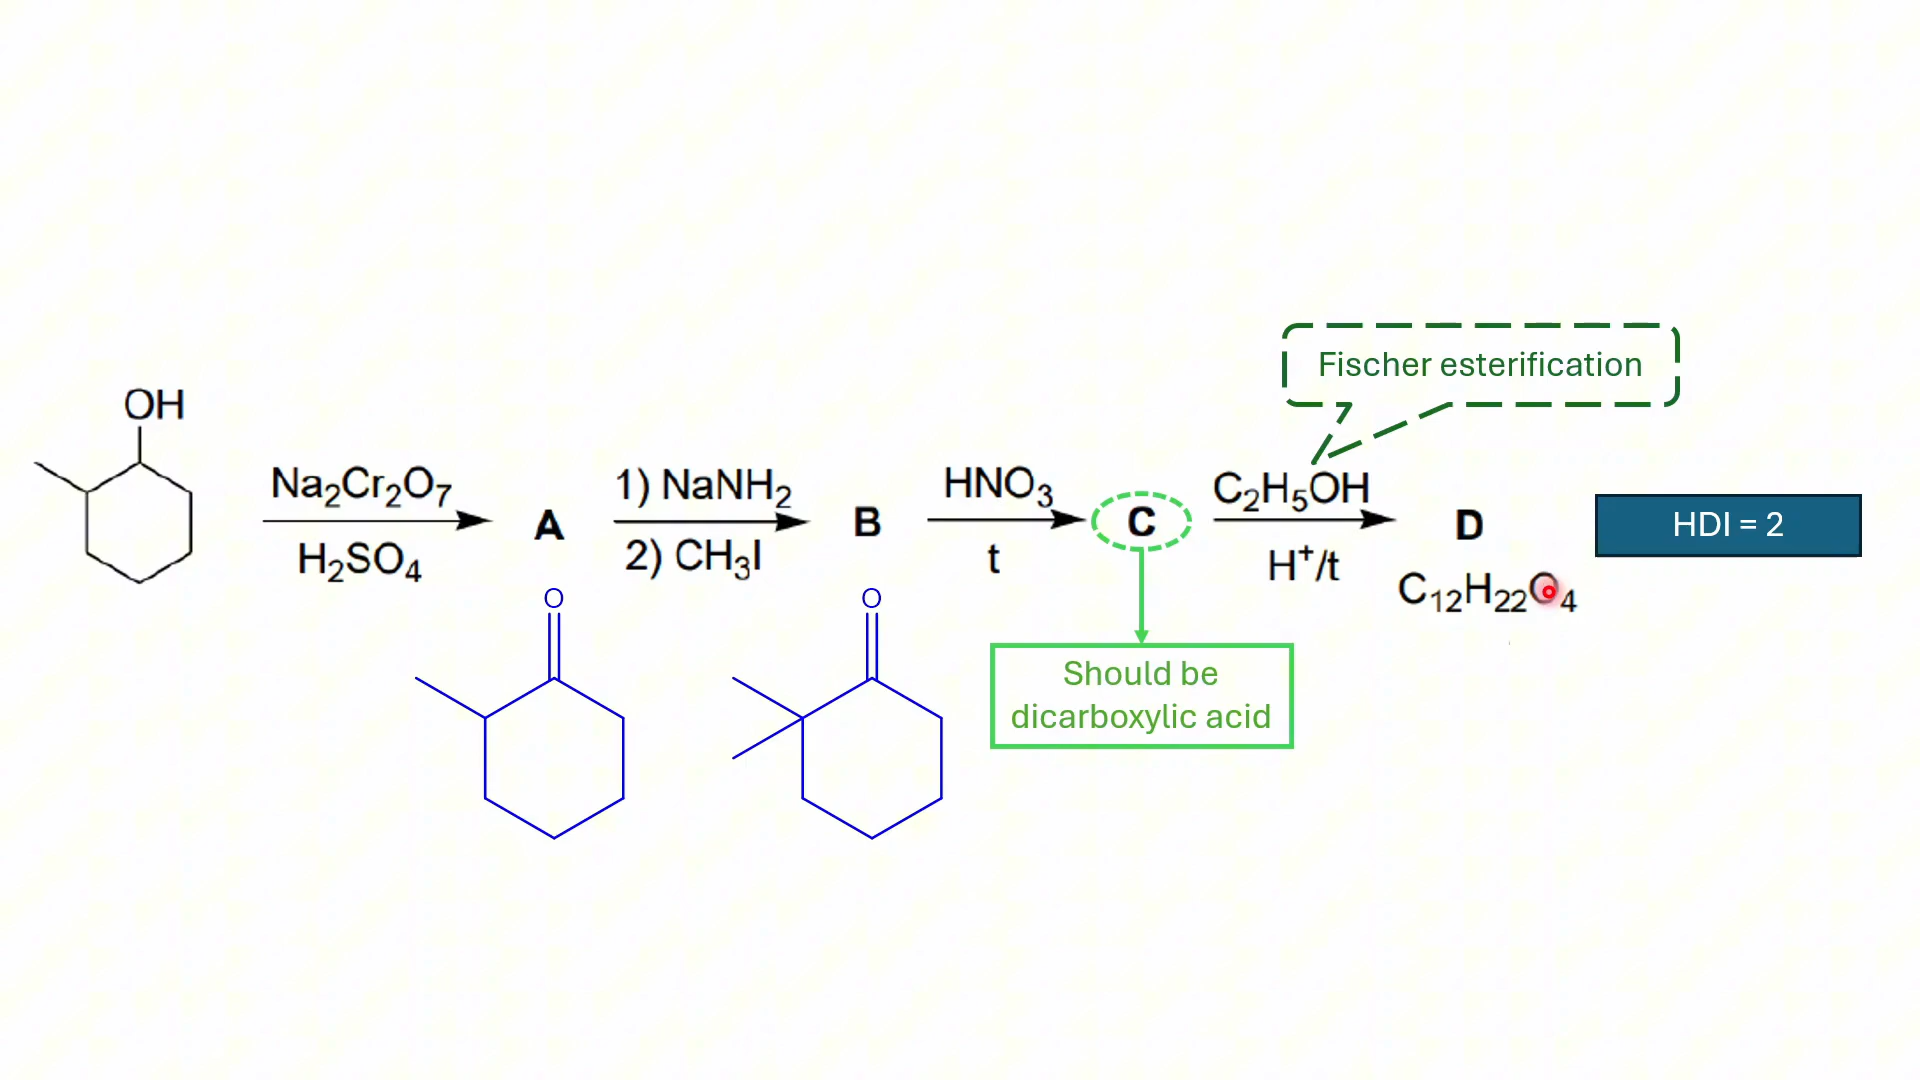 Fischer esterification
OH
Na₂Cr₂O₇
H₂SO₄
A
1) NaNH₂
2) CH₃I
B
HNO₃
t
C
C₂H₅OH
H⁺/t
D
C₁₂H₂₂O₄
HDI = 2
O
O
Should be
dicarboxylic acid